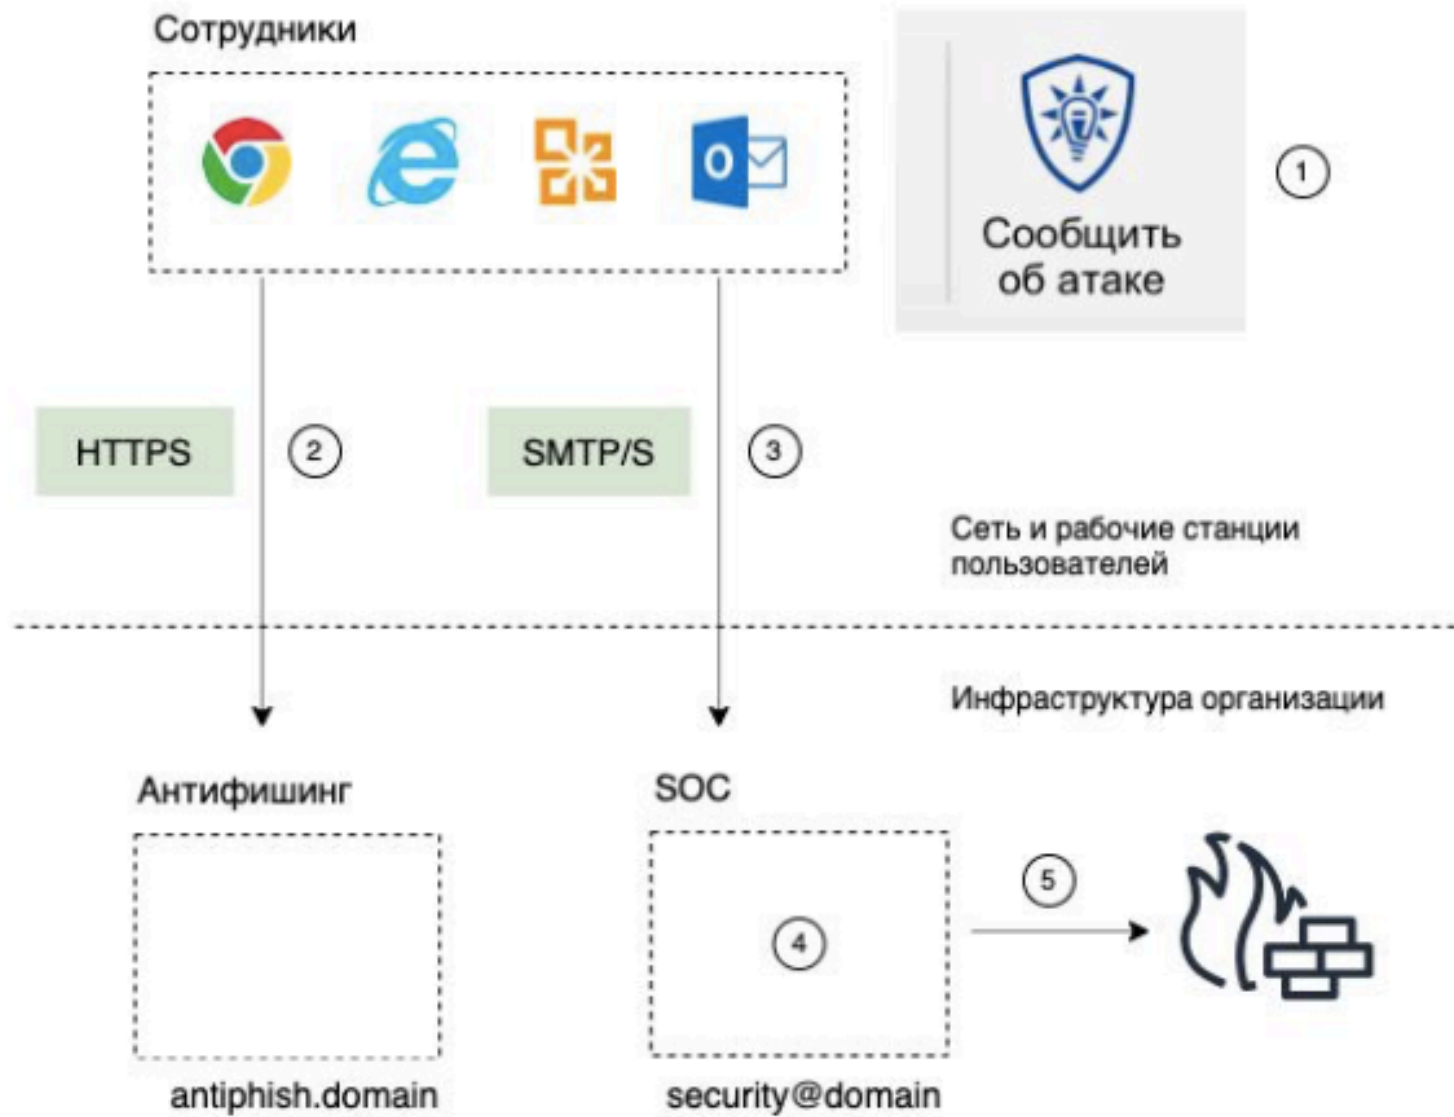 Сотрудники
Сообщить
об атаке
1
HTTPS
2
SMTP/S
3
Сеть и рабочие станции
пользователей
Инфраструктура организации
Антифишинг
SOC
5
4
antiphish.domain
security@domain